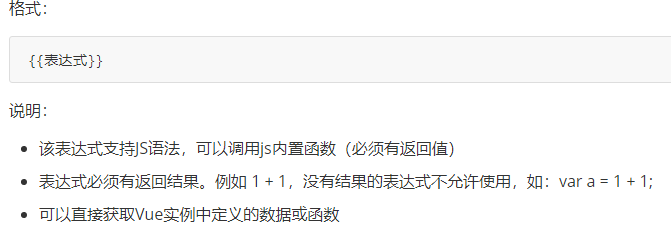 格式：
{{表达式}}
说明：
该表达式支持JS语法，可以调用js内置函数（必须有返回值）
表达式必须有返回结果。例如 1 + 1，没有结果的表达式不允许使用，如：var a = 1 + 1;
可以直接获取Vue实例中定义的数据或函数